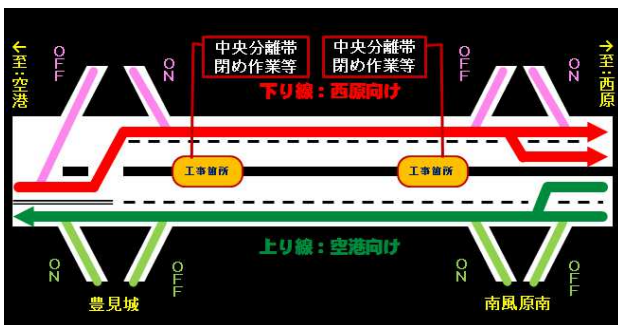 中央分離帯
閉め作業等
中央分離帯
閉め作業等
←至:空港
OFF
ON
OFF
ON
→至:西原
下り線：西原向け
工事箇所
工事箇所
上り線：空港向け
ON
OFF
ON
OFF
豊見城
南風原南